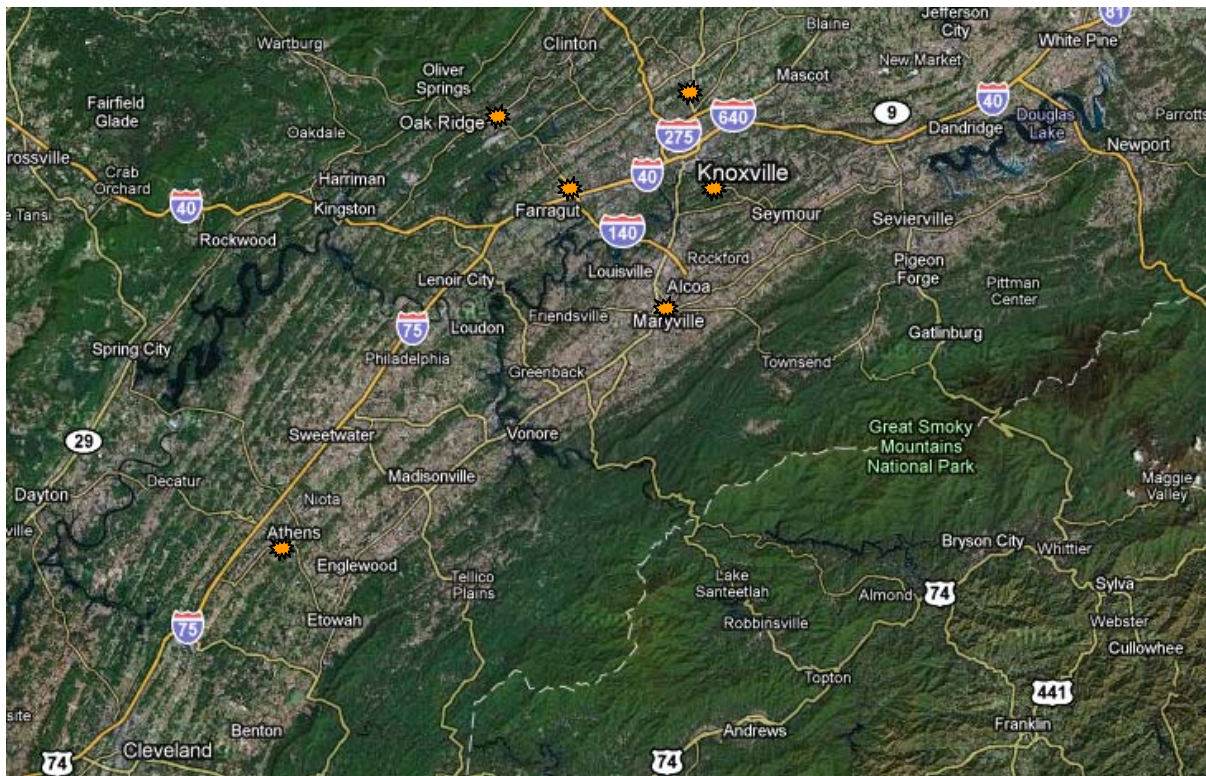 Jefferson
City
81
Blaine
Wartburg
Clinton
White Pine
New Market
Oliver
Springs
Mascot
Fairfield
Glade
40
Douglas
Lake
Parrotts
640
9
Oak Ridge
275
Dandridge
Oakdale
Newport
rossville
Crab
Orchard
Harriman
40
Knoxville
40
Kingston
e Tansi
Farragut
Seymour
Sevierville
140
Rockwood
Rockford
Pigeon
Forge
Louisville
Lenoir City
Alcoa
Pittman
Center
Friendsville
Maryville
75
Loudon
Gatlinburg
Spring City
Philadelphia
Townsend
Greenback
Great Smoky
Mountains
National Park
29
Sweetwater
Vonore
Madisonville
Decatur
Maggie
Valley
Dayton
Niota
ville
Athens
Bryson City
Whittier
Englewood
Tellico
Plains
Lake
Santeetlah
Almond
74
Sylva
Etowah
Robbinsville
Webster
75
Cullowhee
Topton
441
site
Benton
Andrews
Franklin
Cleveland
74
74